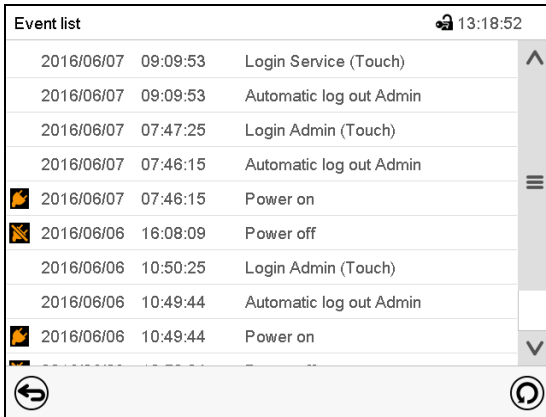 Event list 13:18:52
2016/06/07 09:09:53 Login Service (Touch)
2016/06/07 09:09:53 Automatic log out Admin
2016/06/07 07:47:25 Login Admin (Touch)
2016/06/07 07:46:15 Automatic log out Admin
2016/06/07 07:46:15 Power on
2016/06/06 16:08:09 Power off
2016/06/06 10:50:25 Login Admin (Touch)
2016/06/06 10:49:44 Automatic log out Admin
2016/06/06 10:49:44 Power on